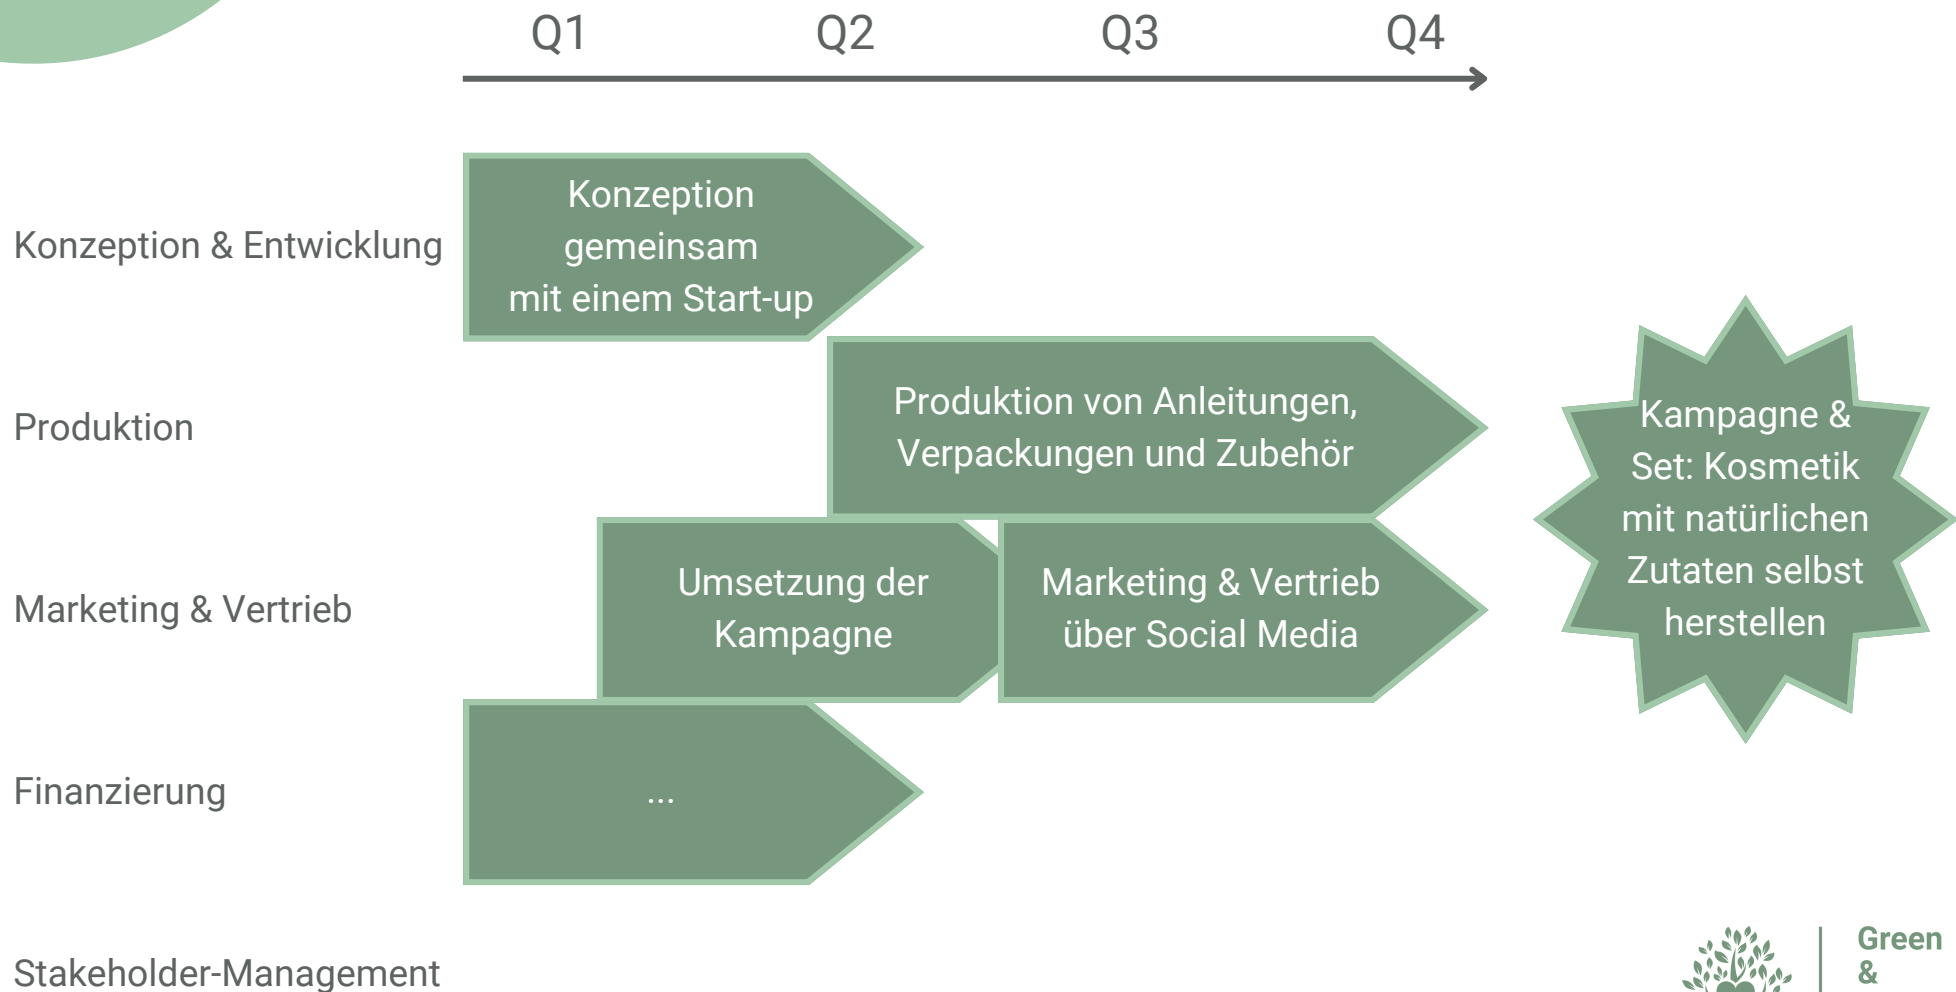 Q1 Q2 Q3 Q4
Konzeption & Entwicklung
Konzeption
gemeinsam
mit einem Start-up
Produktion
Produktion von Anleitungen,
Verpackungen und Zubehör
Marketing & Vertrieb
Umsetzung der
Kampagne
Marketing & Vertrieb
über Social Media
Finanzierung
...
Kampagne &
Set: Kosmetik
mit natürlichen
Zutaten selbst
herstellen
Stakeholder-Management
Green
&